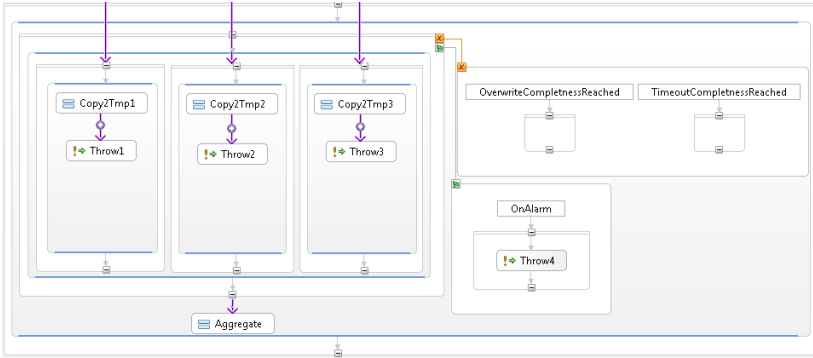 OverwriteCompletnessReached TimeoutCompletnessReached
Copy2Tmp1 Copy2Tmp2 Copy2Tmp3
Throw1 Throw2 Throw3
OnAlarm
Throw4
Aggregate